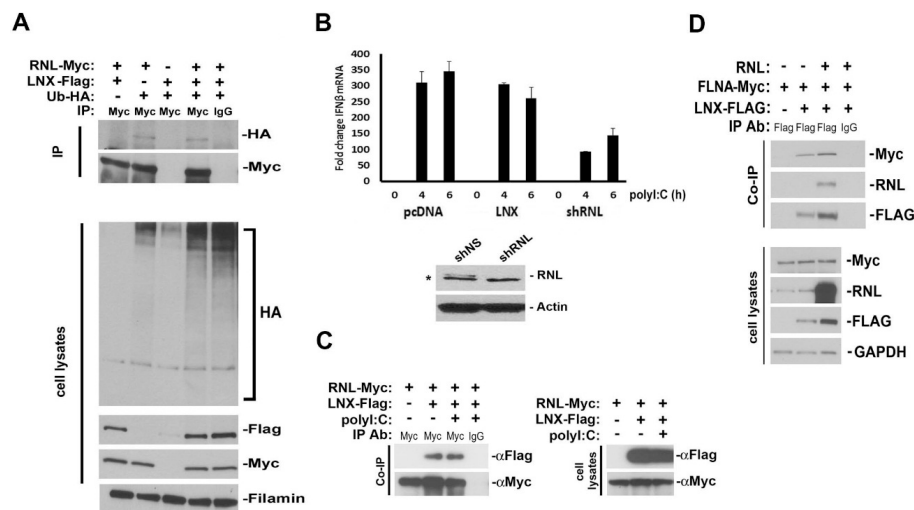 A
RNL-Myc: + + - + +
LNX-Flag: + - + + +
Ub-HA: - + + + +
IP: Myc Myc Myc Myc IgG
IP
-HA
-Myc
cell lysates
HA
-Flag
-Myc
-Filamin
B
Fold change IFNβ mRNA
400
350
300
250
200
150
100
50
0
0 4 6 0 4 6 0 4 6 polyI:C (h)
pcDNA LNX shRNL
shNS shRNL
* - RNL
- Actin
C
RNL-Myc: + + + +
LNX-Flag: - + + +
polyI:C: - - + +
IP Ab: Myc Myc Myc IgG
Co-IP
-αFlag
-αMyc
RNL-Myc: + + +
LNX-Flag: - + +
polyI:C: - - +
cell lysates
-αFlag
-αMyc
D
RNL: - - + +
FLNA-Myc: + + + +
LNX-FLAG: - + + +
IP Ab: Flag Flag Flag IgG
Co-IP
-Myc
-RNL
-FLAG
cell lysates
-Myc
-RNL
-FLAG
-GAPDH